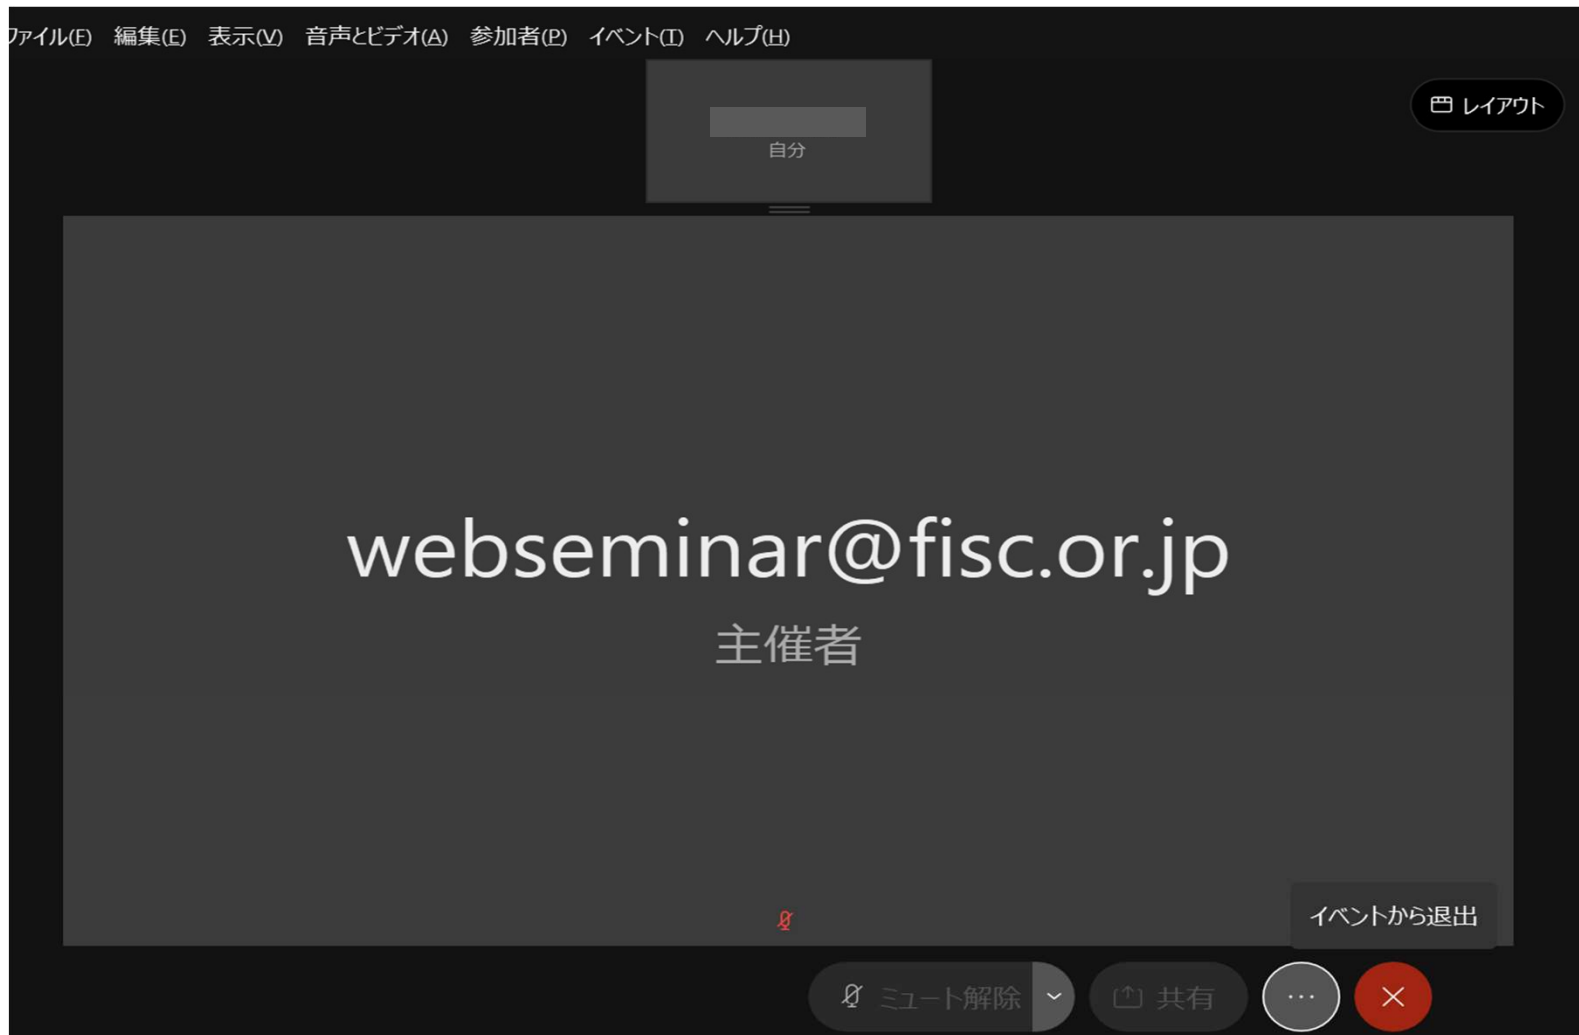 ファイル(F) 編集(E) 表示(V) 音声とビデオ(A) 参加者(P) イベント(T) ヘルプ(H)
レイアウト
自分
webseminar@fisc.or.jp
主催者
イベントから退出
ミュート解除 共有